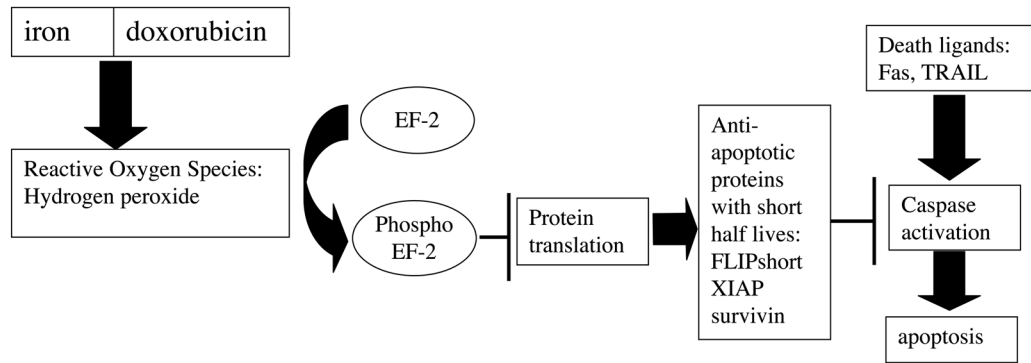 iron
doxorubicin
Reactive Oxygen Species:
Hydrogen peroxide
EF-2
Phospho
EF-2
Protein
translation
Anti-
apoptotic
proteins
with short
half lives:
FLIPshort
XIAP
survivin
Death ligands:
Fas, TRAIL
Caspase
activation
apoptosis